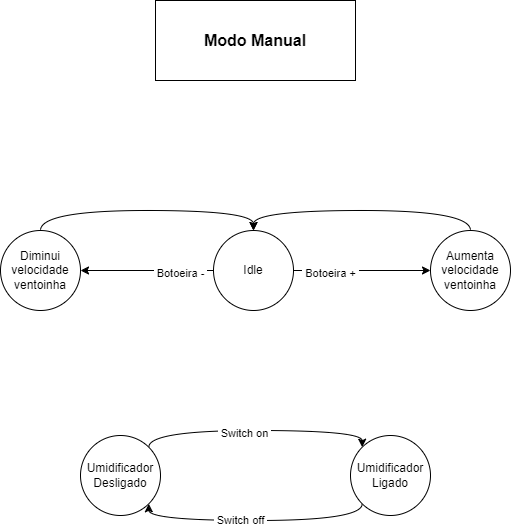 Modo Manual
Diminui
velocidade
ventoinha
Botoeira -
Idle
Botoeira +
Aumenta
velocidade
ventoinha
Switch on
Umidificador
Desligado
Umidificador
Ligado
Switch off